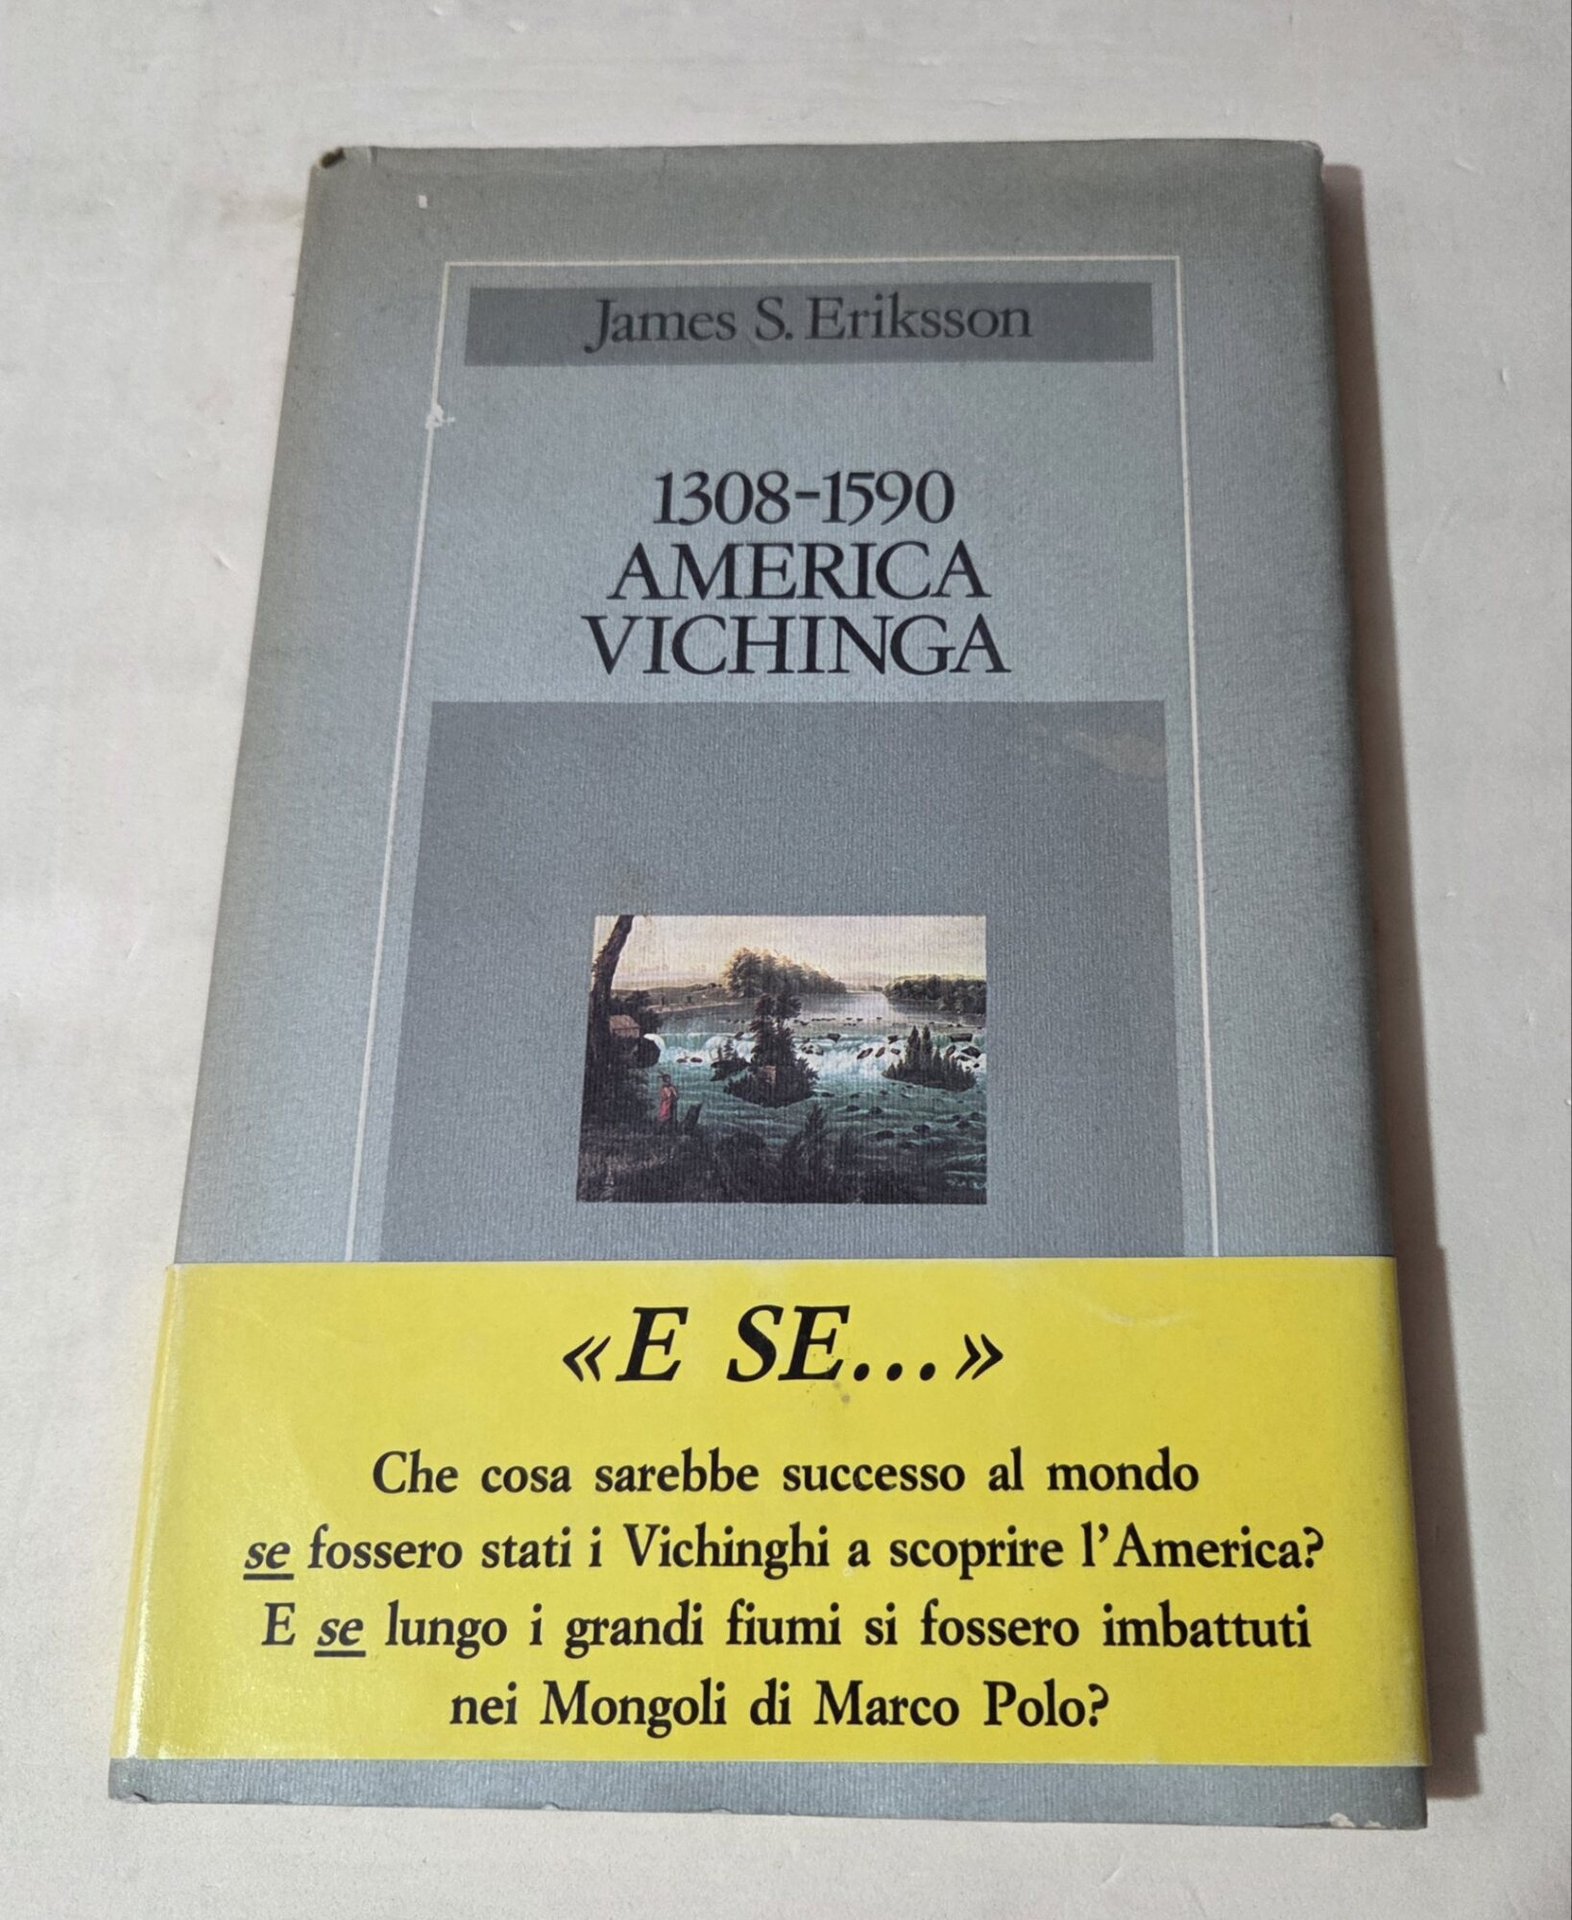 James S. Eriksson
1308-1590
AMERICA
VICHINGA
«E SE...»
Che cosa sarebbe successo al mondo
se fossero stati i Vichinghi a scoprire l'America?
E se lungo i grandi fiumi si fossero imbattuti
nei Mongoli di Marco Polo?